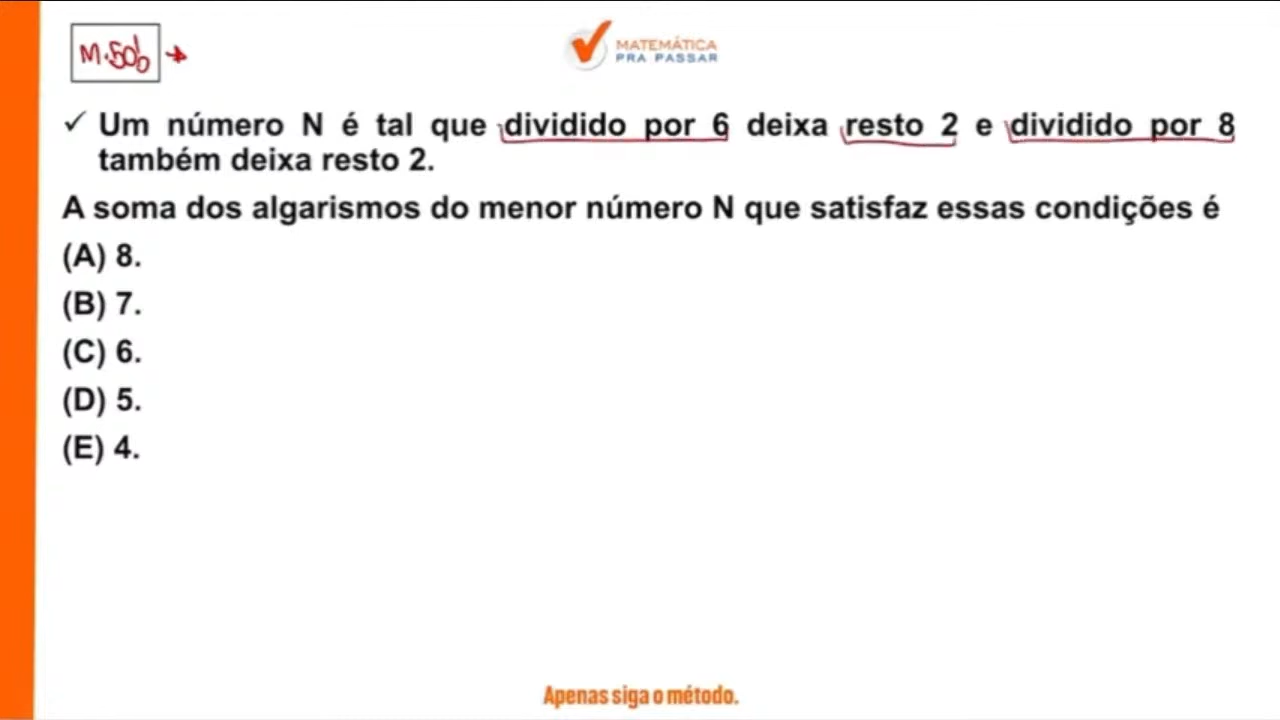 M.50%
MATEMÁTICA
PRA PASSAR
✓ Um número N é tal que dividido por 6 deixa resto 2 e dividido por 8
também deixa resto 2.
A soma dos algarismos do menor número N que satisfaz essas condições é
(A) 8.
(B) 7.
(C) 6.
(D) 5.
(E) 4.
Apenas siga o método.